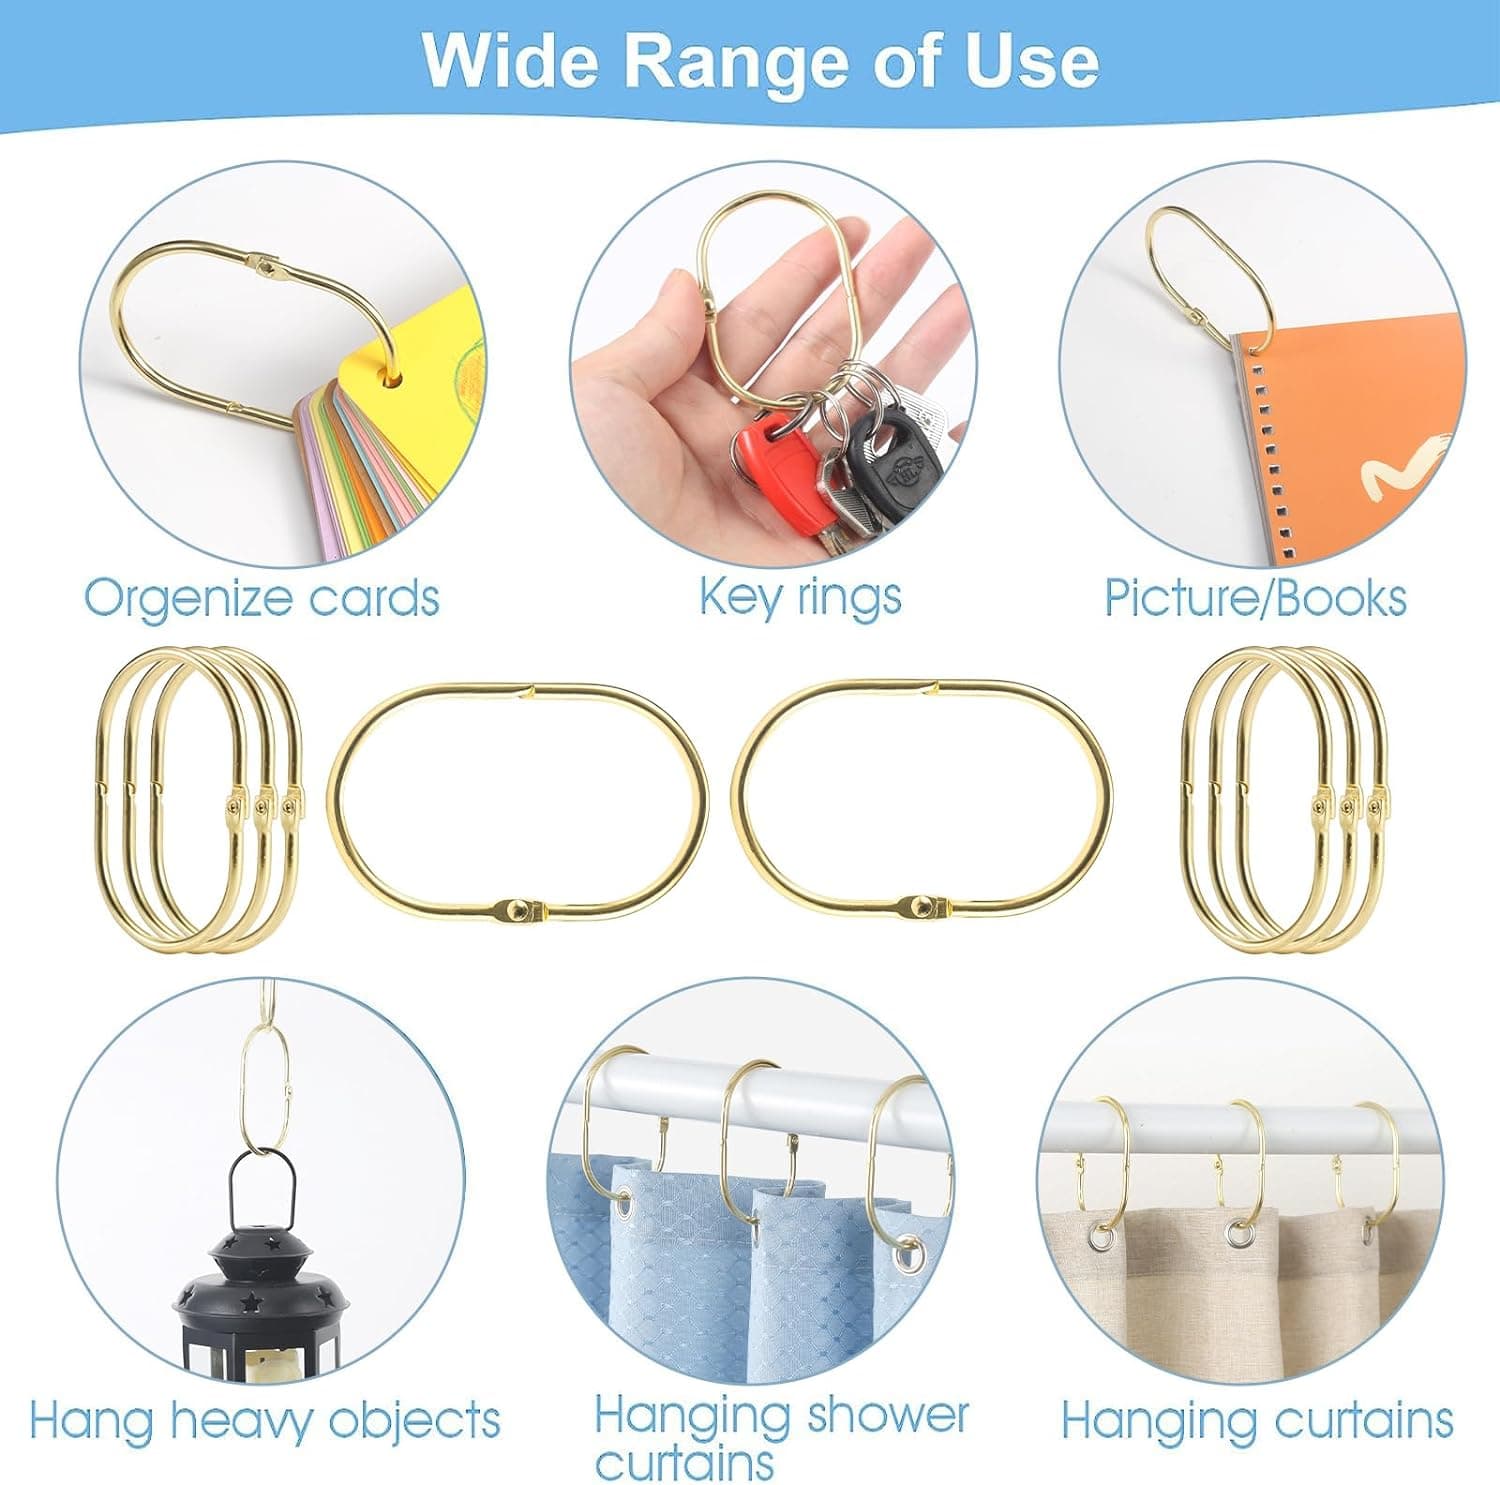 Wide Range of Use
Orgenize cards
Key rings
Picture/Books
Hang heavy objects
Hanging shower
curtains
Hanging curtains